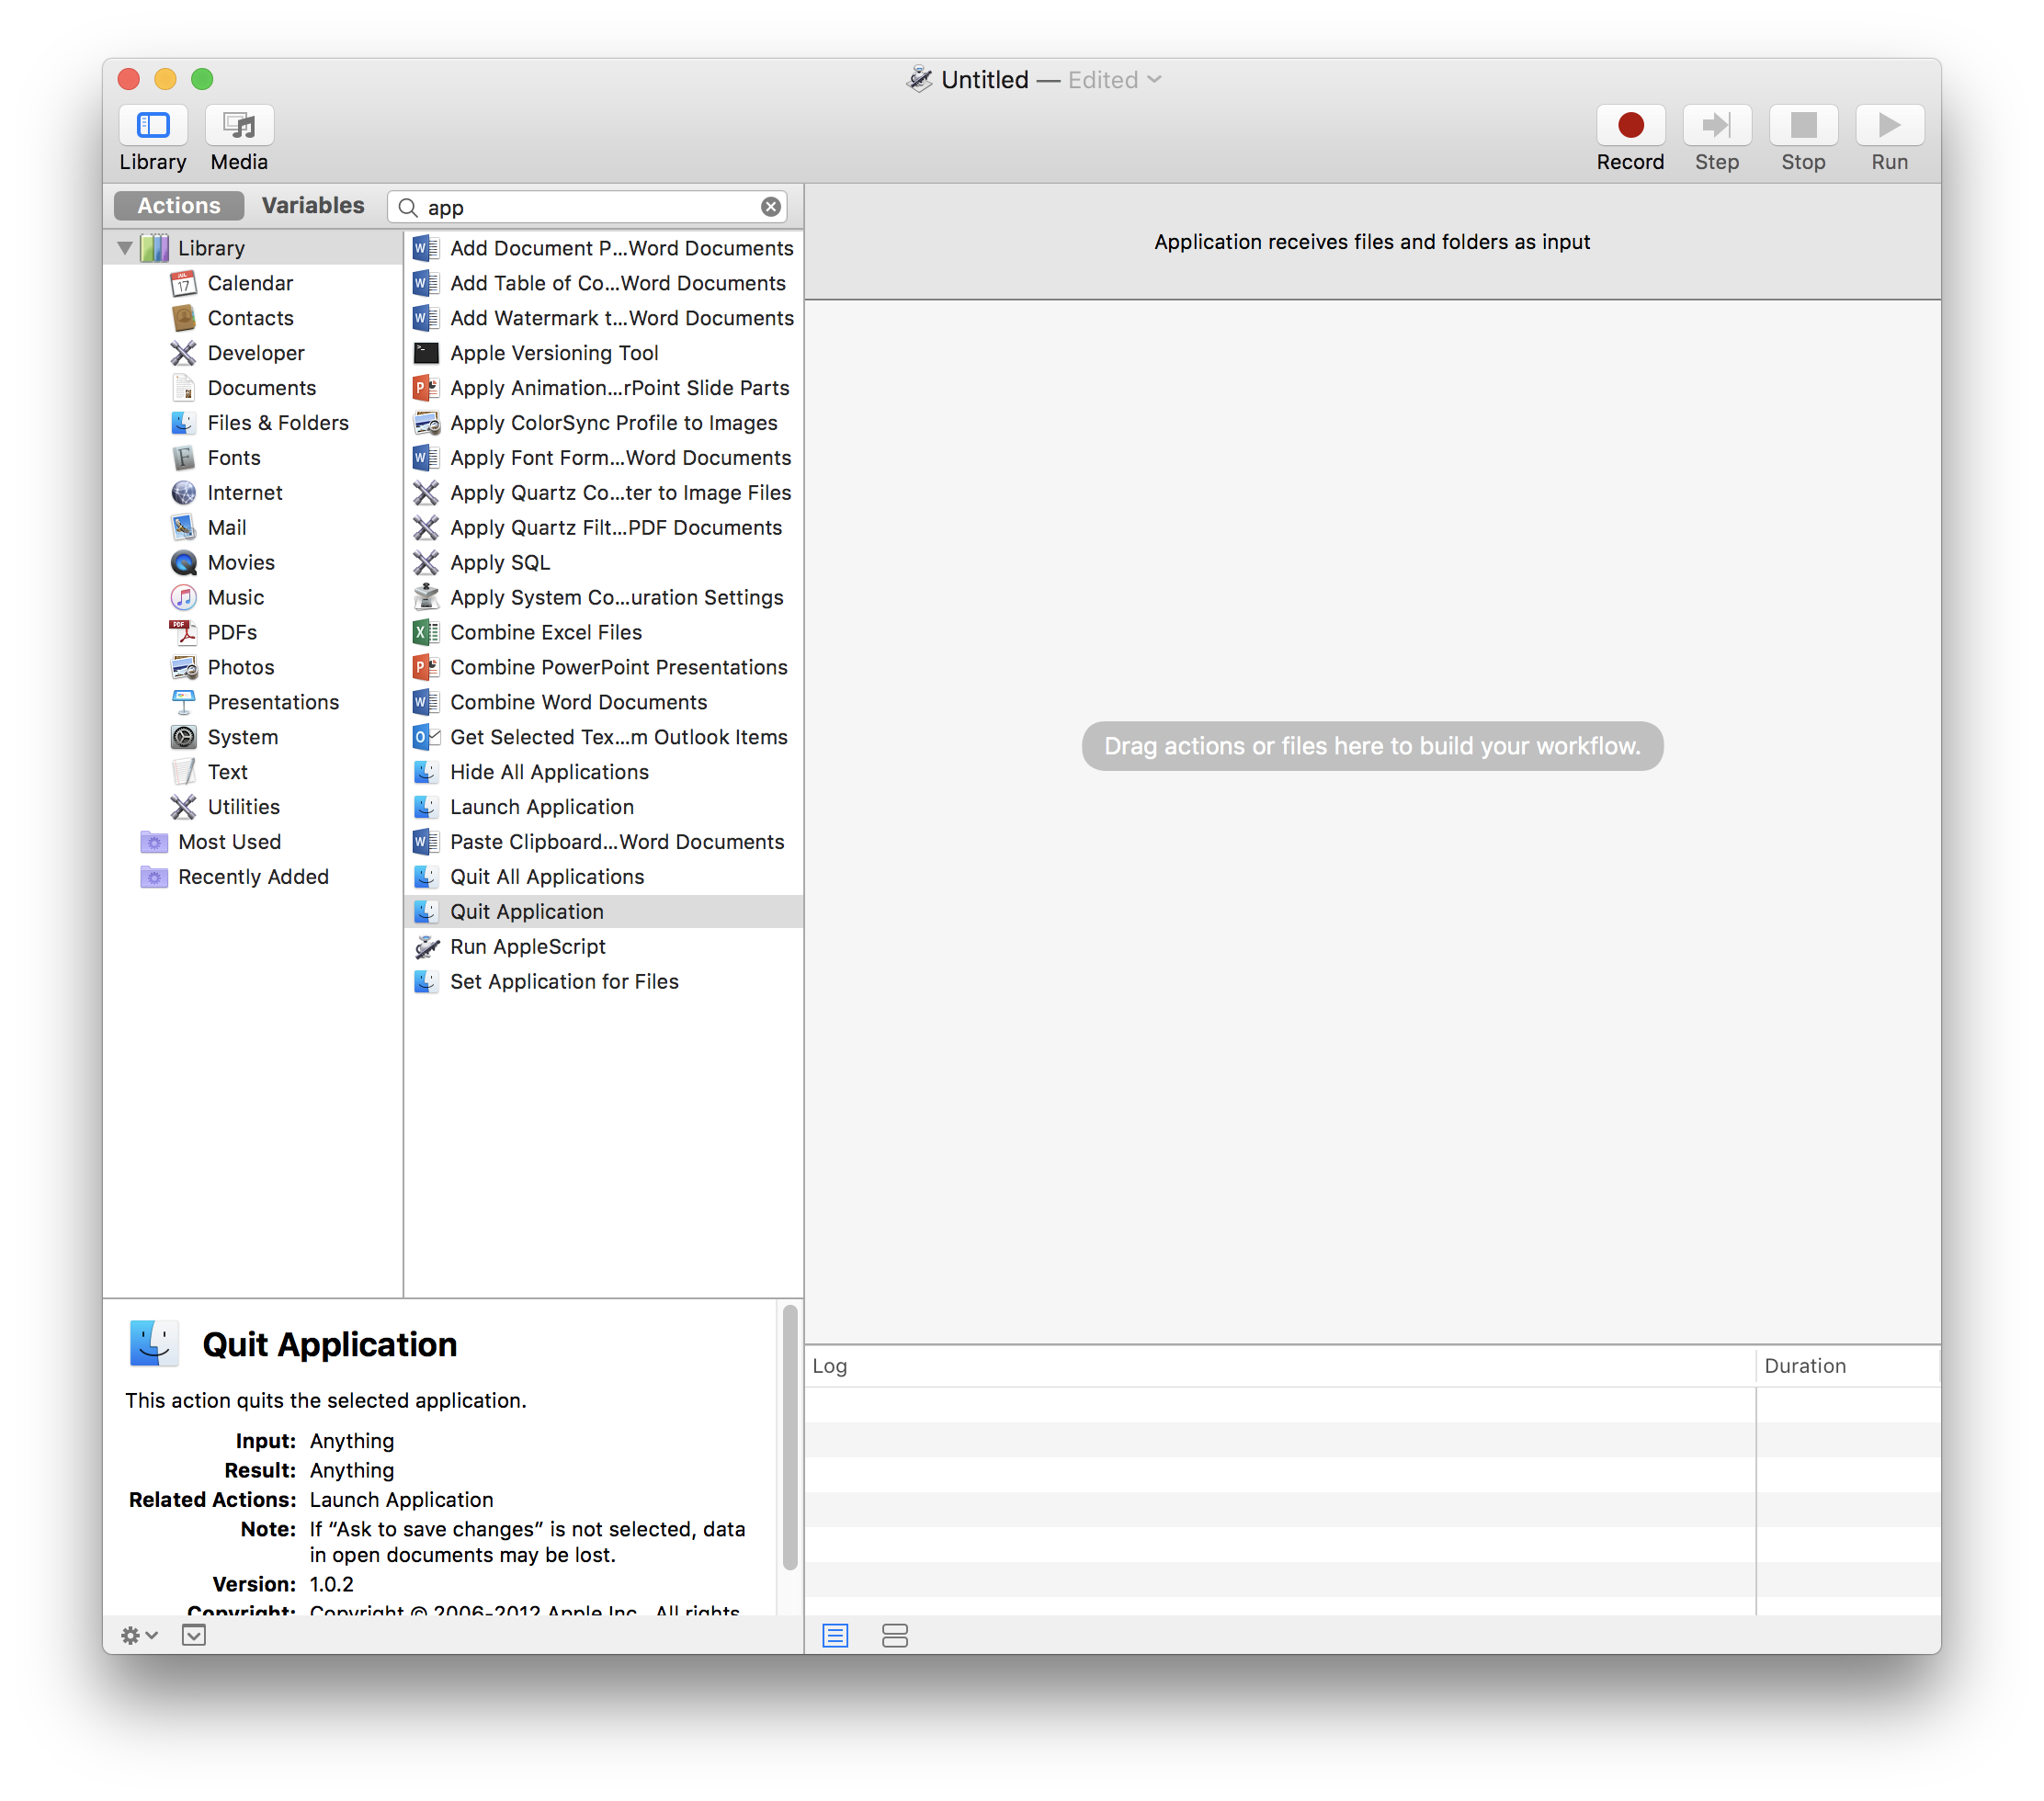 Untitled — Edited
Library Media
Record Step Stop Run
Actions Variables app
Library
Calendar
Contacts
Developer
Documents
Files & Folders
Fonts
Internet
Mail
Movies
Music
PDFs
Photos
Presentations
System
Text
Utilities
Most Used
Recently Added
Add Document P...Word Documents
Add Table of Co...Word Documents
Add Watermark t...Word Documents
Apple Versioning Tool
Apply Animation...rPoint Slide Parts
Apply ColorSync Profile to Images
Apply Font Form...Word Documents
Apply Quartz Co...ter to Image Files
Apply Quartz Filt...PDF Documents
Apply SQL
Apply System Co...uration Settings
Combine Excel Files
Combine PowerPoint Presentations
Combine Word Documents
Get Selected Tex...m Outlook Items
Hide All Applications
Launch Application
Paste Clipboard...Word Documents
Quit All Applications
Quit Application
Run AppleScript
Set Application for Files
Application receives files and folders as input
Drag actions or files here to build your workflow.
Quit Application
This action quits the selected application.
Input: Anything
Result: Anything
Related Actions: Launch Application
Note: If “Ask to save changes” is not selected, data
in open documents may be lost.
Version: 1.0.2
Copyright: Copyright © 2006-2012 Apple Inc. All rights
Log Duration